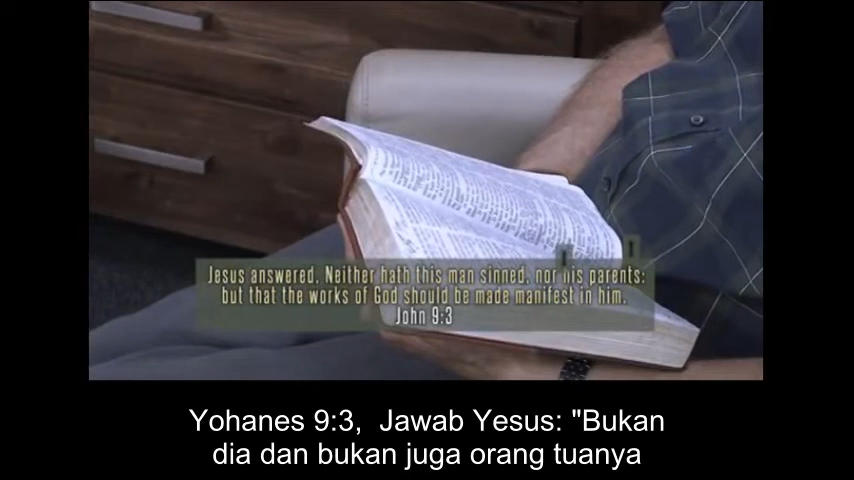 Jesus answered, Neither hath this man sinned, nor his parents:
but that the works of God should be made manifest in him.
John 9:3
Yohanes 9:3,  Jawab Yesus: "Bukan
dia dan bukan juga orang tuanya